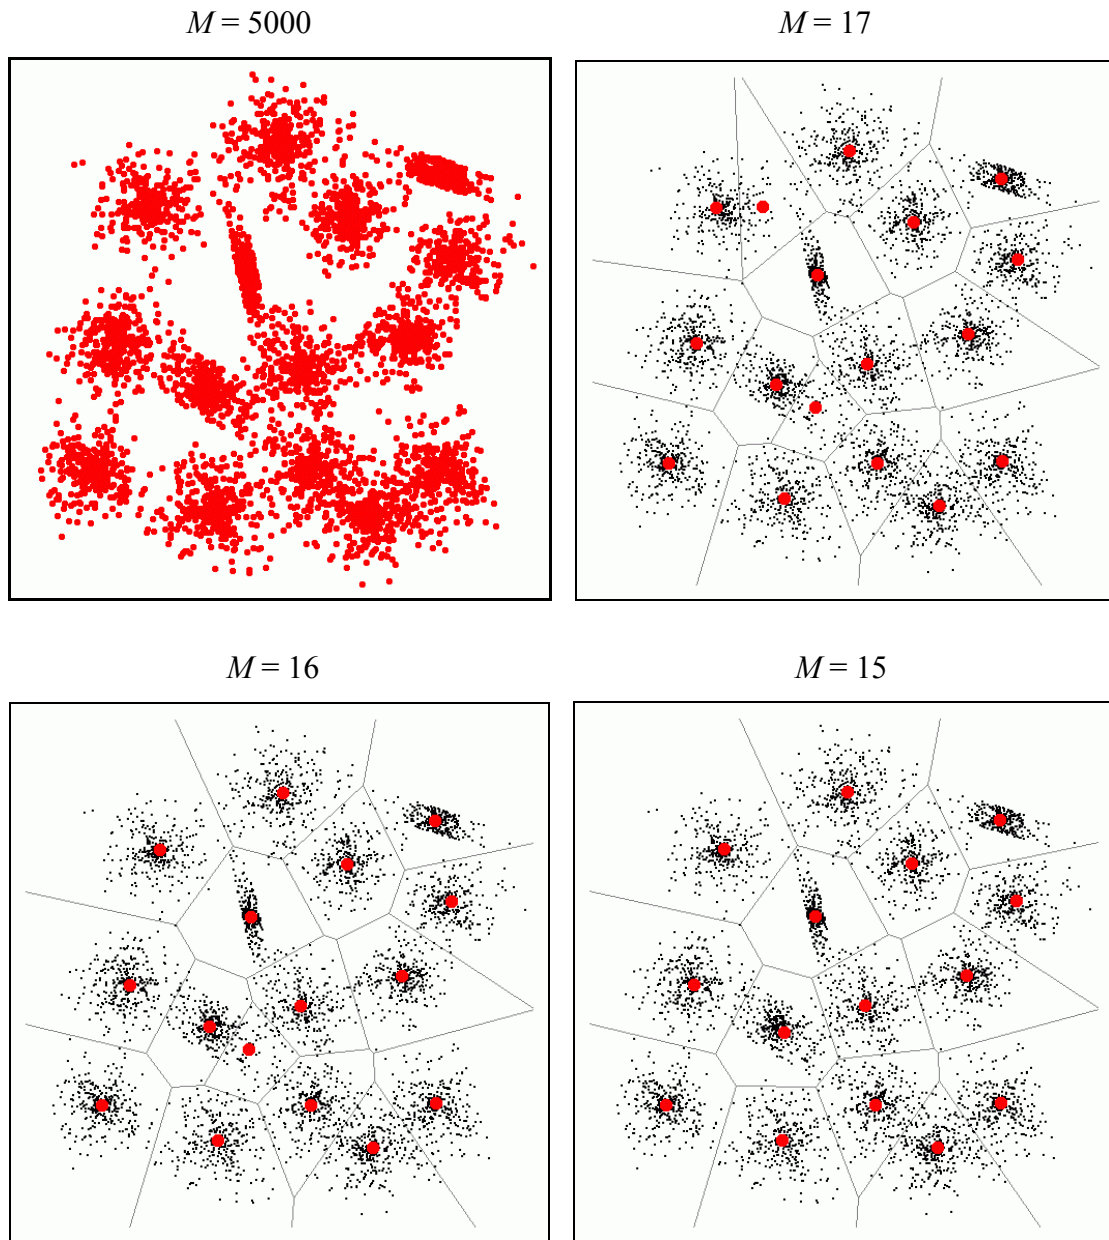 M = 5000
M = 17
M = 16
M = 15